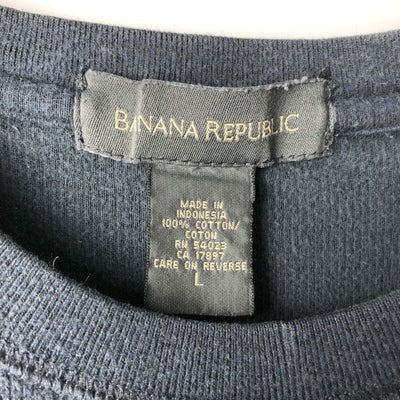 BANANA REPUBLIC
MADE IN
INDONESIA
100% COTTON/
COTON
RN 54023
CA 17897
CARE ON REVERSE
L